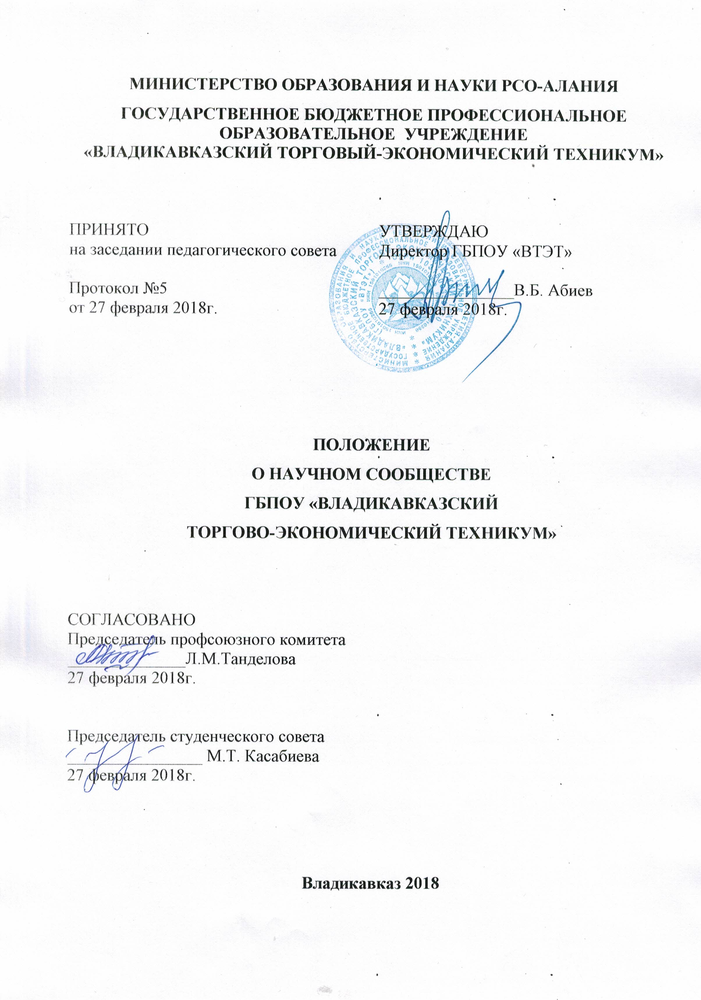 МИНИСТЕРСТВО ОБРАЗОВАНИЯ И НАУКИ РСО-АЛАНИЯ
ГОСУДАРСТВЕННОЕ БЮДЖЕТНОЕ ПРОФЕССИОНАЛЬНОЕ
ОБРАЗОВАТЕЛЬНОЕ УЧРЕЖДЕНИЕ
«ВЛАДИКАВКАЗСКИЙ ТОРГОВЫЙ-ЭКОНОМИЧЕСКИЙ ТЕХНИКУМ»
ПРИНЯТО
на заседании педагогического совета
Протокол №5
от 27 февраля 2018г.
УТВЕРЖДАЮ
Директор ГБПОУ «ВТЭТ»
В.Б. Абиев
27 февраля 2018г.
ПОЛОЖЕНИЕ
О НАУЧНОМ СООБЩЕСТВЕ
ГБПОУ «ВЛАДИКАВКАЗСКИЙ
ТОРГОВО-ЭКОНОМИЧЕСКИЙ ТЕХНИКУМ»
СОГЛАСОВАНО
Председатель профсоюзного комитета
Л.М.Танделова
27 февраля 2018г.
Председатель студенческого совета
М.Т. Касабиева
27 февраля 2018г.
Владикавказ 2018